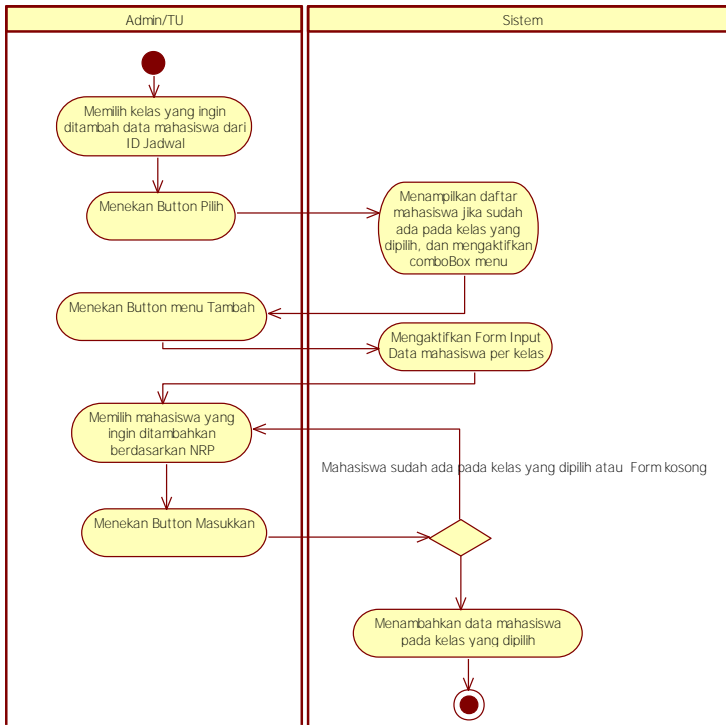 Admin/TU
Sistem
Memilih kelas yang ingin
ditambah data mahasiswa dari
ID Jadwal
Menekan Button Pilih
Menampilkan daftar
mahasiswa jika sudah
ada pada kelas yang
dipilih, dan mengaktifkan
comboBox menu
Menekan Button menu Tambah
Mengaktifkan Form Input
Data mahasiswa per kelas
Memilih mahasiswa yang
ingin ditambahkan
berdasarkan NRP
Mahasiswa sudah ada pada kelas yang dipilih atau Form kosong
Menekan Button Masukkan
Menambahkan data mahasiswa
pada kelas yang dipilih